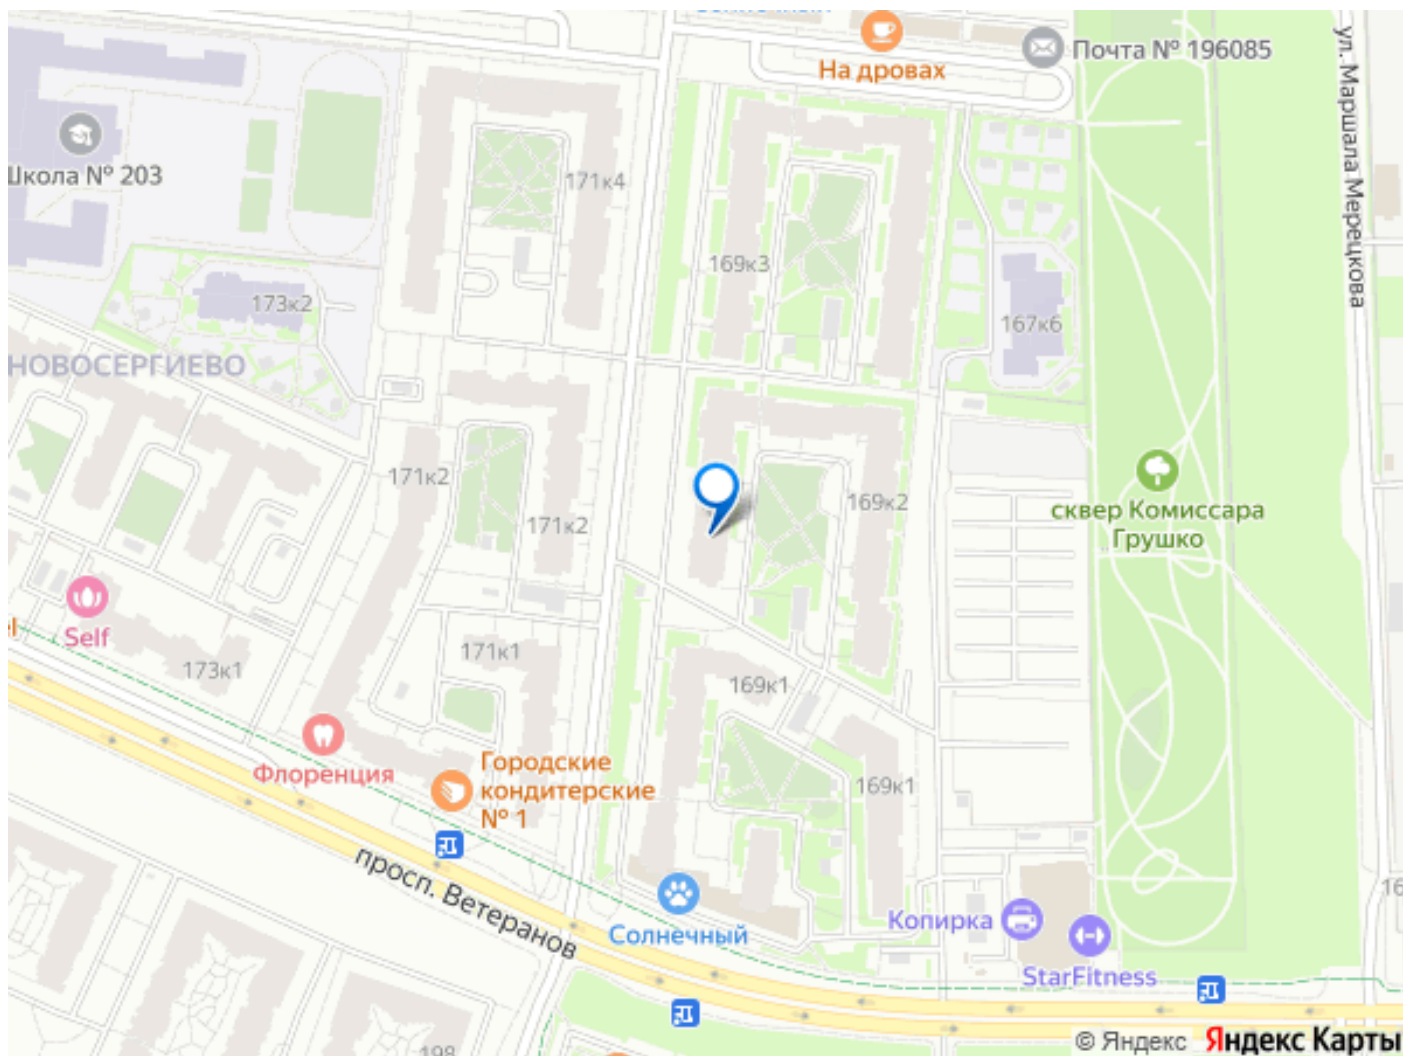 На дровах
Почта № 196085
ул. Маршала Мерецкова
Школа № 203
171к4
169к3
173к2
167к6
НОВОСЕРГИЕВО
171к2
171к2
169к2
сквер Комиссара
Грушко
Self
173к1
171к1
169к1
Флоренция
Городские
кондитерские
№ 1
169к1
просп. Ветеранов
Солнечный
Копирка
StarFitness
198
© Яндекс Яндекс Карты